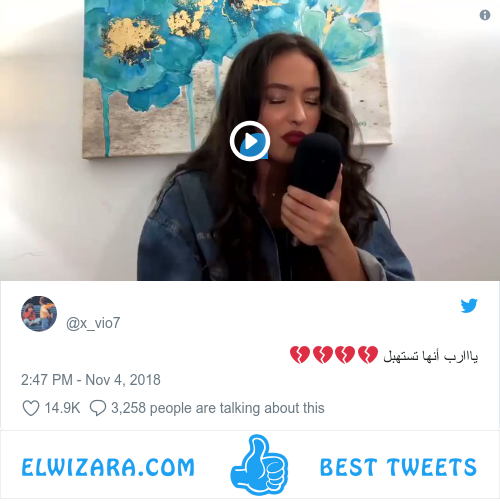 @x_vio7
يااارب أنها تستهبل 💔💔💔💔
2:47 PM - Nov 4, 2018
14.9K 3,258 people are talking about this
ELWIZARA.COM BEST TWEETS